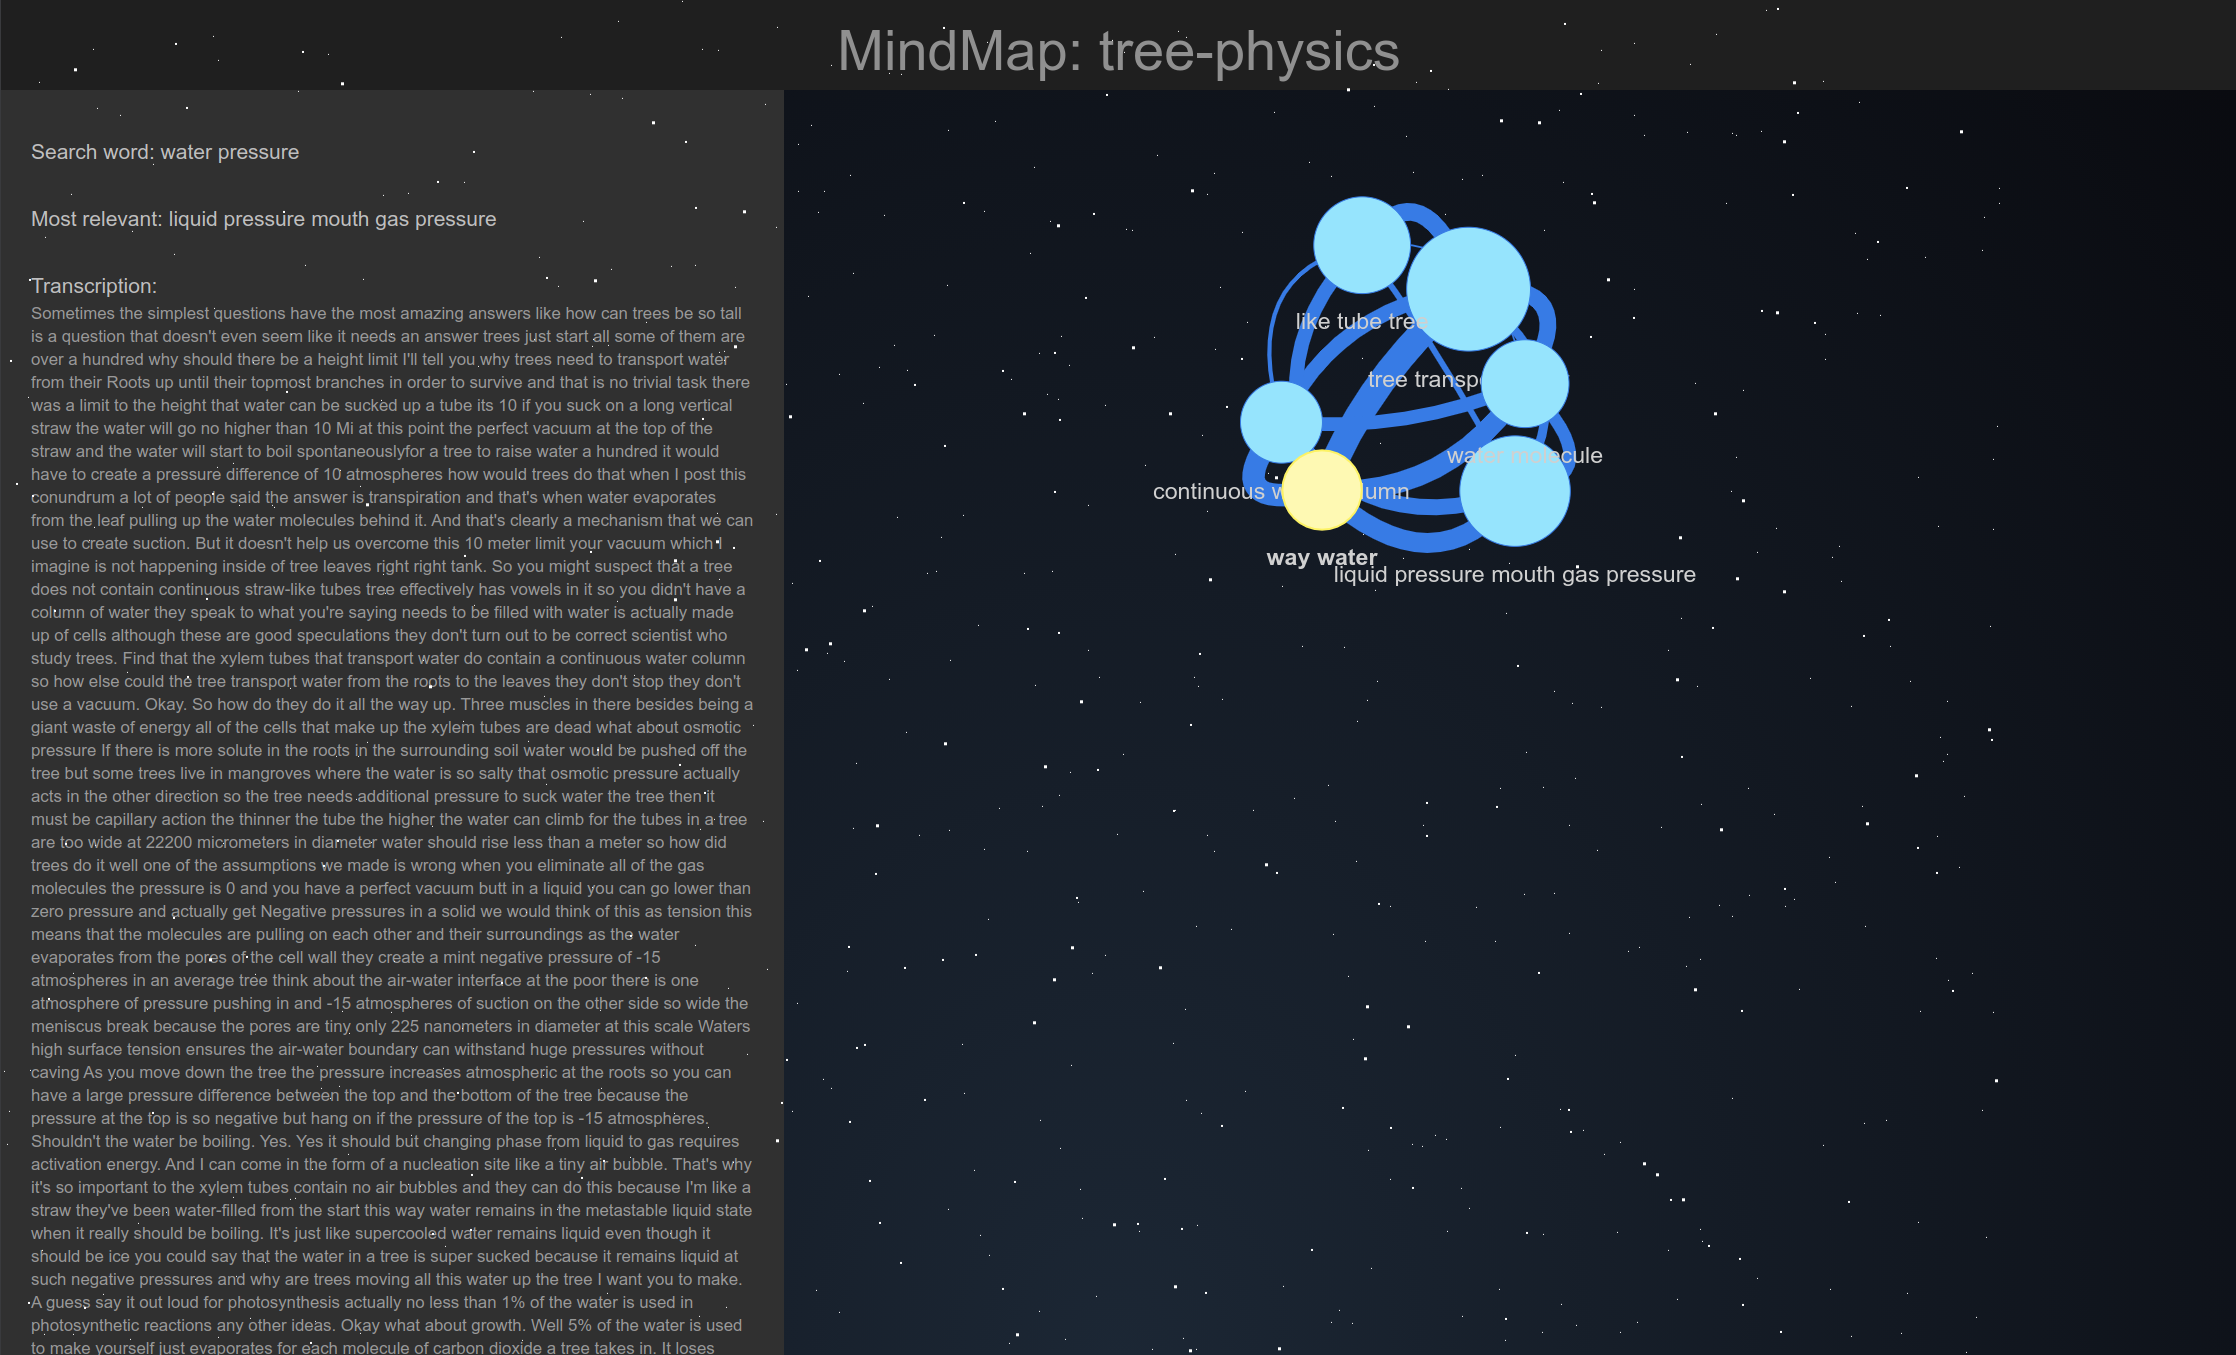 MindMap: tree-physics
Search word: water pressure
Most relevant: liquid pressure mouth gas pressure
Transcription:
Sometimes the simplest questions have the most amazing answers like how can trees be so tall
is a question that doesn't even seem like it needs an answer trees just start all some of them are
over a hundred why should there be a height limit I'll tell you why trees need to transport water
from their Roots up until their topmost branches in order to survive and that is no trivial task there
was a limit to the height that water can be sucked up a tube its 10 if you suck on a long vertical
straw the water will go no higher than 10 Mi at this point the perfect vacuum at the top of the
straw and the water will start to boil spontaneouslyfor a tree to raise water a hundred it would
have to create a pressure difference of 10 atmospheres how would trees do that when I post this
conundrum a lot of people said the answer is transpiration and that's when water evaporates
from the leaf pulling up the water molecules behind it. And that's clearly a mechanism that we can
use to create suction. But it doesn't help us overcome this 10 meter limit your vacuum which I
imagine is not happening inside of tree leaves right right tank. So you might suspect that a tree
does not contain continuous straw-like tubes tree effectively has vowels in it so you didn't have a
column of water they speak to what you're saying needs to be filled with water is actually made
up of cells although these are good speculations they don't turn out to be correct scientist who
study trees. Find that the xylem tubes that transport water do contain a continuous water column
so how else could the tree transport water from the roots to the leaves they don't stop they don't
use a vacuum. Okay. So how do they do it all the way up. Three muscles in there besides being a
giant waste of energy all of the cells that make up the xylem tubes are dead what about osmotic
pressure If there is more solute in the roots in the surrounding soil water would be pushed off the
tree but some trees live in mangroves where the water is so salty that osmotic pressure actually
acts in the other direction so the tree needs additional pressure to suck water the tree then it
must be capillary action the thinner the tube the higher the water can climb for the tubes in a tree
are too wide at 22200 micrometers in diameter water should rise less than a meter so how did
trees do it well one of the assumptions we made is wrong when you eliminate all of the gas
molecules the pressure is 0 and you have a perfect vacuum butt in a liquid you can go lower than
zero pressure and actually get Negative pressures in a solid we would think of this as tension this
means that the molecules are pulling on each other and their surroundings as the water
evaporates from the pores of the cell wall they create a mint negative pressure of -15
atmospheres in an average tree think about the air-water interface at the poor there is one
atmosphere of pressure pushing in and -15 atmospheres of suction on the other side so wide the
meniscus break because the pores are tiny only 225 nanometers in diameter at this scale Waters
high surface tension ensures the air-water boundary can withstand huge pressures without
caving As you move down the tree the pressure increases atmospheric at the roots so you can
have a large pressure difference between the top and the bottom of the tree because the
pressure at the top is so negative but hang on if the pressure of the top is -15 atmospheres.
Shouldn't the water be boiling. Yes. Yes it should but changing phase from liquid to gas requires
activation energy. And I can come in the form of a nucleation site like a tiny air bubble. That's why
it's so important to the xylem tubes contain no air bubbles and they can do this because I'm like a
straw they've been water-filled from the start this way water remains in the metastable liquid state
when it really should be boiling. It's just like supercooled water remains liquid even though it
should be ice you could say that the water in a tree is super sucked because it remains liquid at
such negative pressures and why are trees moving all this water up the tree I want you to make.
A guess say it out loud for photosynthesis actually no less than 1% of the water is used in
photosynthetic reactions any other ideas. Okay what about growth. Well 5% of the water is used
to make yourself just evaporates for each molecule of carbon dioxide a tree takes in. It loses
like tube tree
tree transp
water molecule
continuous w lumn
way water
liquid pressure mouth gas pressure